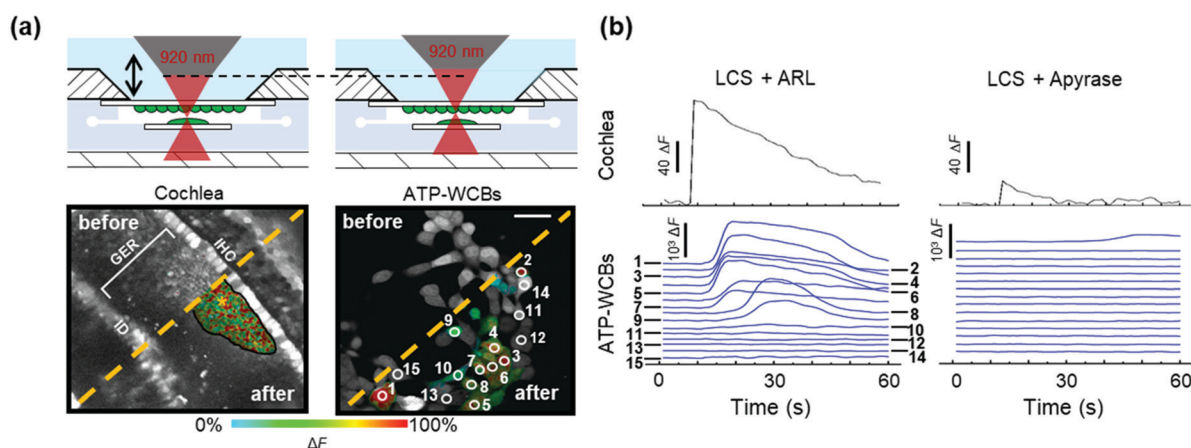 (a)
920 nm
920 nm
Cochlea
ATP-WCBs
before
GER
IHC
ID
after
before
2
14
11
9
12
4
7
3
15
10
6
8
1
13
5
after
0%
100%
ΔF
(b)
LCS + ARL
LCS + Apyrase
Cochlea
40 ΔF
40 ΔF
ATP-WCBs
10³ ΔF
10³ ΔF
1
2
3
4
5
6
7
8
9
10
11
12
13
14
15
0
30
60
0
30
60
Time (s)
Time (s)